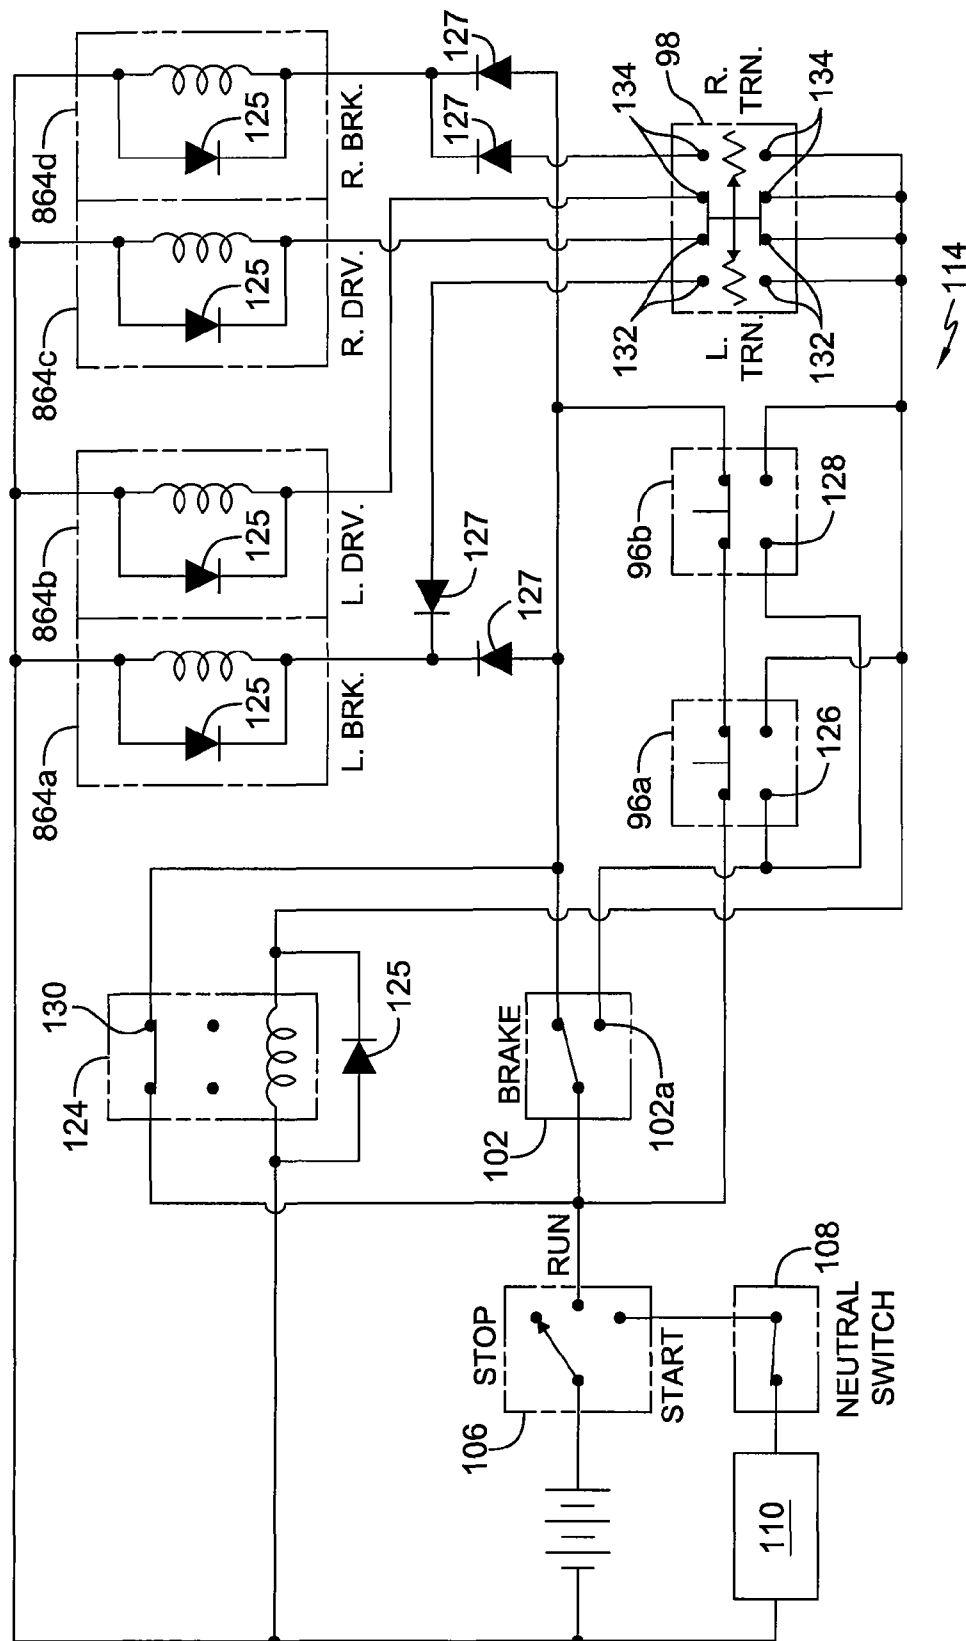 864a
864b
864c
864d
125
125
125
125
L. BRK.
L. DRV.
R. DRV.
R. BRK.
127
127
127
127
124
130
125
BRAKE
102
102a
STOP
RUN
START
106
108
NEUTRAL
SWITCH
110
96a
126
96b
128
132
132
L.
TRN.
98
R.
TRN.
134
134
114